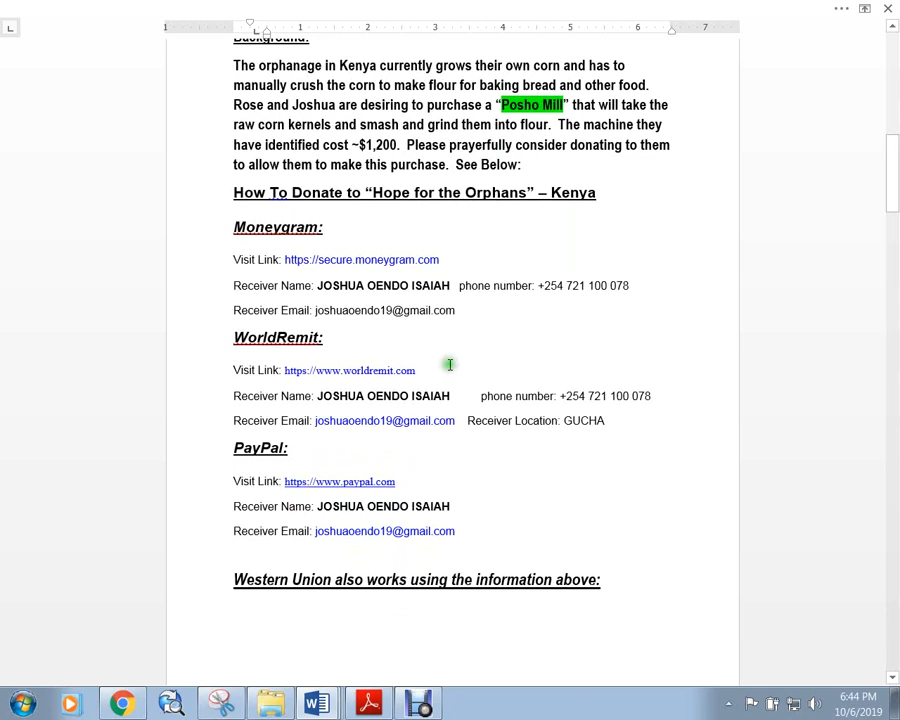 1 1 2 3 4 5 6 7
Background:
The orphanage in Kenya currently grows their own corn and has to
manually crush the corn to make flour for baking bread and other food.
Rose and Joshua are desiring to purchase a “Posho Mill” that will take the
raw corn kernels and smash and grind them into flour.  The machine they
have identified cost ~$1,200.  Please prayerfully consider donating to them
to allow them to make this purchase.  See Below:
How To Donate to “Hope for the Orphans” – Kenya
Moneygram:
Visit Link: https://secure.moneygram.com
Receiver Name: JOSHUA OENDO ISAIAH   phone number: +254 721 100 078
Receiver Email: joshuaoendo19@gmail.com
WorldRemit:
Visit Link: https://www.worldremit.com
Receiver Name: JOSHUA OENDO ISAIAH   phone number: +254 721 100 078
Receiver Email: joshuaoendo19@gmail.com   Receiver Location: GUCHA
PayPal:
Visit Link: https://www.paypal.com
Receiver Name: JOSHUA OENDO ISAIAH
Receiver Email: joshuaoendo19@gmail.com
Western Union also works using the information above:
6:44 PM
10/6/2019